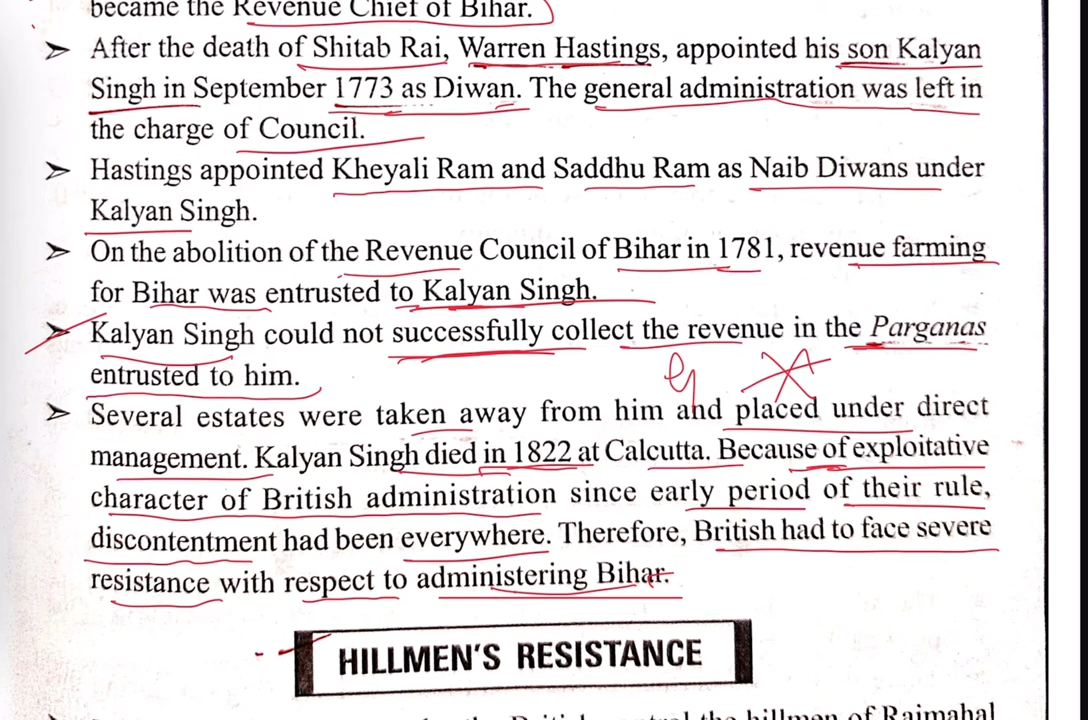 became the Revenue Chief of Bihar.
➢ After the death of Shitab Rai, Warren Hastings, appointed his son Kalyan
Singh in September 1773 as Diwan. The general administration was left in
the charge of Council.
➢ Hastings appointed Kheyali Ram and Saddhu Ram as Naib Diwans under
Kalyan Singh.
➢ On the abolition of the Revenue Council of Bihar in 1781, revenue farming
for Bihar was entrusted to Kalyan Singh.
➢ Kalyan Singh could not successfully collect the revenue in the Parganas
entrusted to him.
➢ Several estates were taken away from him and placed under direct
management. Kalyan Singh died in 1822 at Calcutta. Because of exploitative
character of British administration since early period of their rule,
discontentment had been everywhere. Therefore, British had to face severe
resistance with respect to administering Bihar.
HILLMEN'S RESISTANCE
the hillmen of Rajmahal